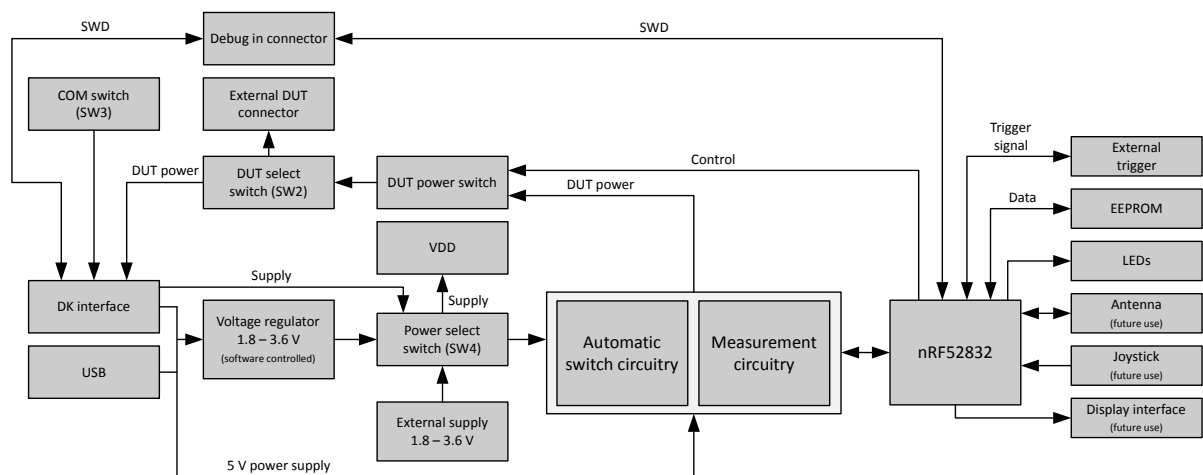 SWD
SWD
Debug in connector
COM switch
(SW3)
External DUT
connector
Trigger
signal
External
trigger
Control
DUT power
DUT select
switch (SW2)
DUT power switch
DUT power
Data
EEPROM
VDD
LEDs
Supply
Supply
DK interface
Voltage regulator
1.8 – 3.6 V
(software controlled)
Power select
switch (SW4)
Automatic
switch circuitry
Measurement
circuitry
nRF52832
Antenna
(future use)
Joystick
(future use)
USB
External supply
1.8 – 3.6 V
Display interface
(future use)
5 V power supply